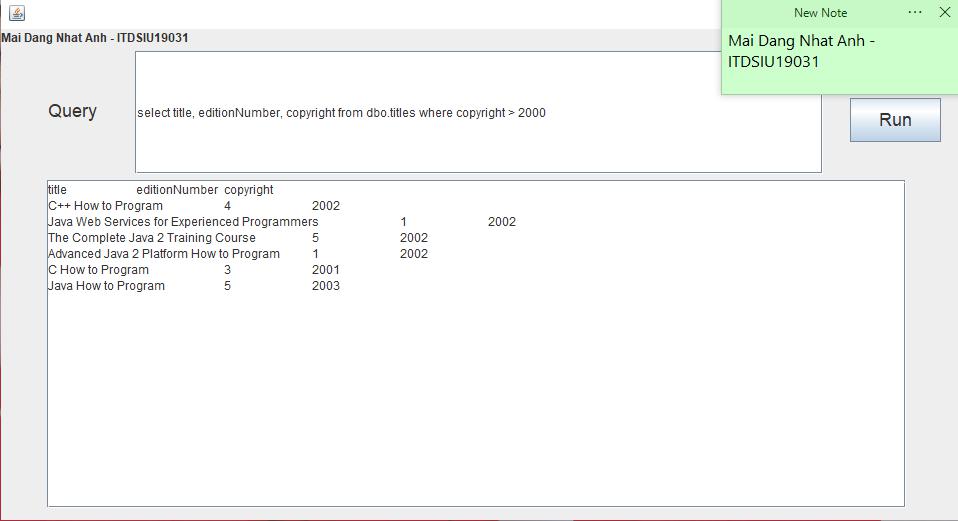 New Note
Mai Dang Nhat Anh - ITDSIU19031
Mai Dang Nhat Anh -
ITDSIU19031
Query
select title, editionNumber, copyright from dbo.titles where copyright > 2000
Run
title editionNumber copyright
C++ How to Program 4 2002
Java Web Services for Experienced Programmers 1 2002
The Complete Java 2 Training Course 5 2002
Advanced Java 2 Platform How to Program 1 2002
C How to Program 3 2001
Java How to Program 5 2003